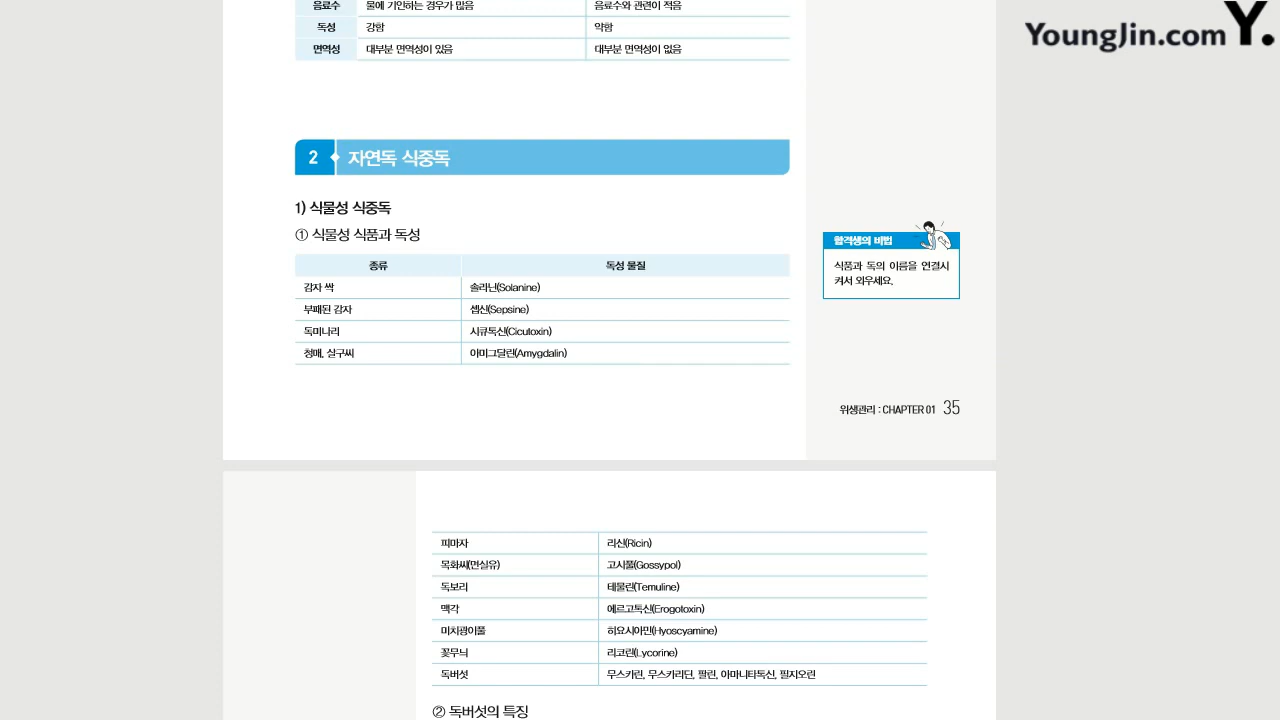 음료수 물에 기인하는 경우가 많음 음료수와 관련이 적음
독성 강함 약함
면역성 대부분 면역성이 있음 대부분 면역성이 없음
YoungJin.com Y.
2 자연독 식중독
1) 식물성 식중독
① 식물성 식품과 독성
종류 독성 물질
감자 싹 솔라닌(Solanine)
부패된 감자 셉신(Sepsine)
독미나리 시큐톡신(Cicutoxin)
청매, 살구씨 아미그달린(Amygdalin)
합격생의 비법
식품과 독의 이름을 연결시
켜서 외우세요.
위생관리 : CHAPTER 01 35
피마자 리신(Ricin)
목화씨(면실유) 고시폴(Gossypol)
독보리 테물린(Temuline)
맥각 에르고톡신(Erogotoxin)
미치광이풀 히요시아민(Hyoscyamine)
꽃무늬 리코린(Lycorine)
독버섯 무스카린, 무스카리딘, 팔린, 아마니타톡신, 필지오린
② 독버섯의 특징